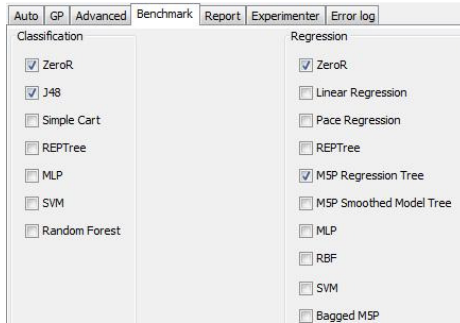 Auto GP Advanced Benchmark Report Experimenter Error log
Classification
ZeroR
J48
Simple Cart
REPTree
MLP
SVM
Random Forest
Regression
ZeroR
Linear Regression
Pace Regression
REPTree
M5P Regression Tree
M5P Smoothed Model Tree
MLP
RBF
SVM
Bagged M5P